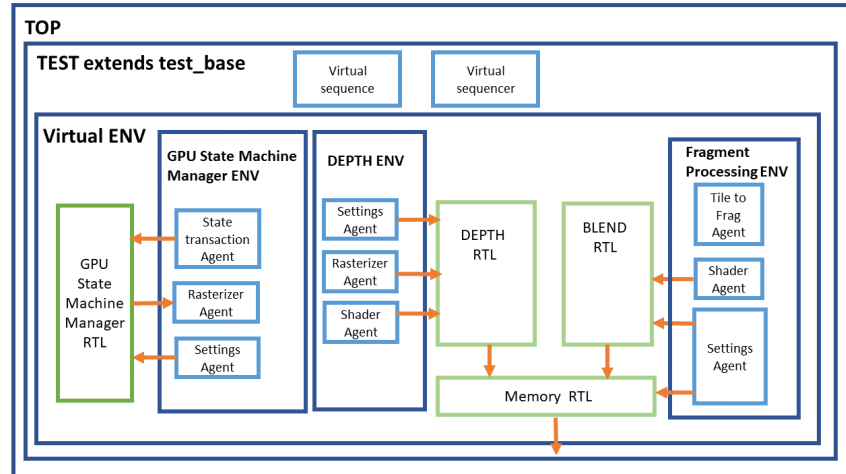 TOP
TEST extends test_base
Virtual
sequence
Virtual
sequencer
Virtual ENV
GPU State Machine
Manager ENV
State
transaction
Agent
Rasterizer
Agent
Settings
Agent
GPU
State
Machine
Manager
RTL
DEPTH ENV
Settings
Agent
Rasterizer
Agent
Shader
Agent
DEPTH
RTL
BLEND
RTL
Memory RTL
Fragment
Processing ENV
Tile to
Frag
Agent
Shader
Agent
Settings
Agent